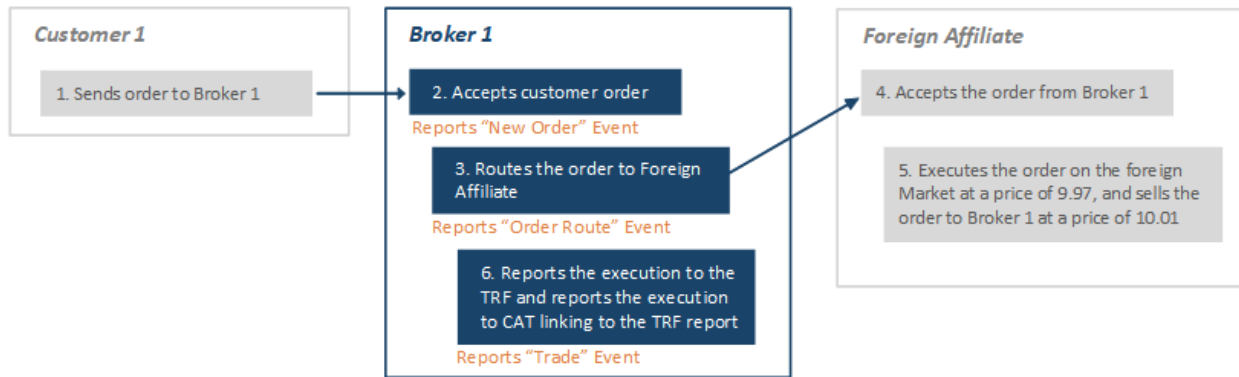 Customer 1
1. Sends order to Broker 1
Broker 1
2. Accepts customer order
Reports “New Order” Event
3. Routes the order to Foreign
Affiliate
Reports “Order Route” Event
6. Reports the execution to the
TRF and reports the execution
to CAT linking to the TRF report
Reports “Trade” Event
Foreign Affiliate
4. Accepts the order from Broker 1
5. Executes the order on the foreign
Market at a price of 9.97, and sells the
order to Broker 1 at a price of 10.01